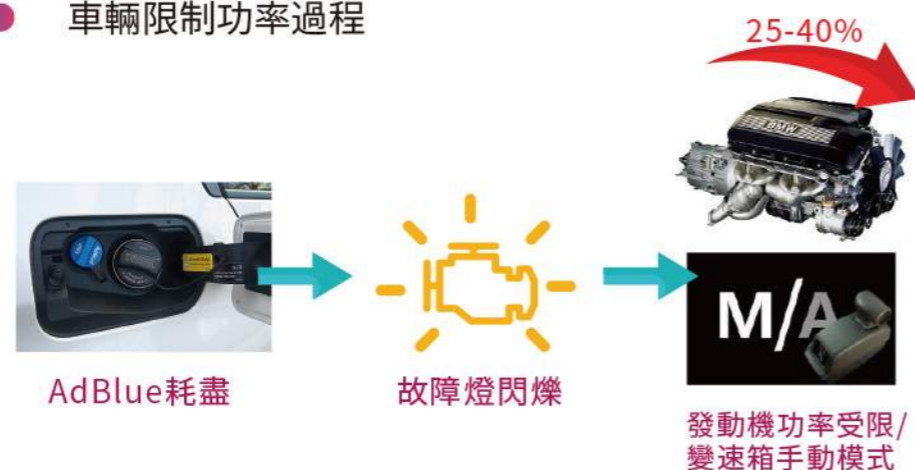 車輛限制功率過程
25-40%
BMW
M/A
AdBlue耗盡
故障燈閃爍
發動機功率受限/
變速箱手動模式